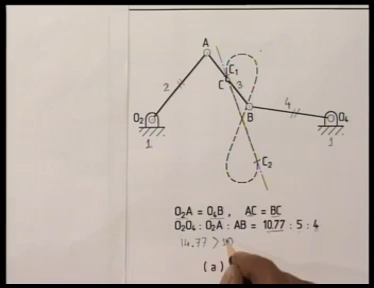 A
C₁
2
C
3
O₂
B
4
O₄
1
1
C₂
O₂A = O₄B , AC = BC
O₂O₄ : O₂A : AB = 10.77 : 5 : 4
14.77 > 10
(a)